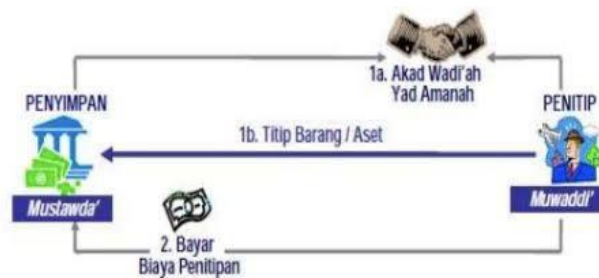 1a. Akad Wadi'ah
Yad Amanah
PENYIMPAN
PENITIP
1b. Titip Barang / Aset
Mustawda'
Muwaddi'
2. Bayar
Biaya Penitipan